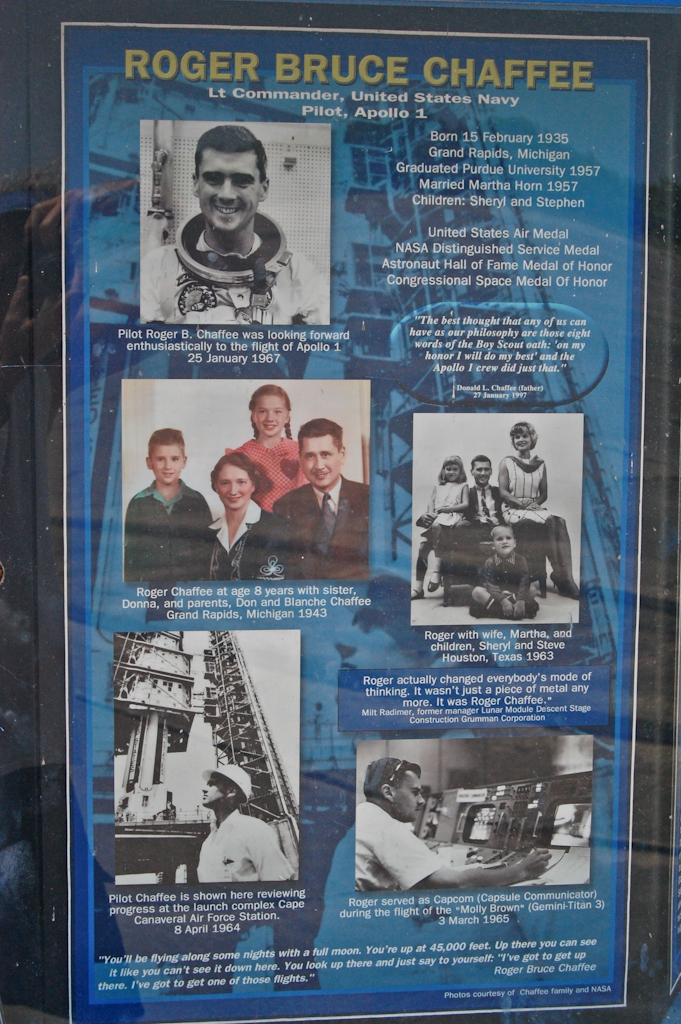 ROGER BRUCE CHAFFEE
Lt Commander, United States Navy
Pilot, Apollo 1
Born 15 February 1935
Grand Rapids, Michigan
Graduated Purdue University 1957
Married Martha Horn 1957
Children: Sheryl and Stephen
United States Air Medal
NASA Distinguished Service Medal
Astronaut Hall of Fame Medal of Honor
Congressional Space Medal Of Honor
Pilot Roger B. Chaffee was looking forward
enthusiastically to the flight of Apollo 1
25 January 1967
"The best thought that any of us can
have as our philosophy are those eight
words of the Boy Scout oath: 'on my
honor I will do my best' and the
Apollo I crew did just that."
Donald L. Chaffee (father)
27 January 1997
Roger Chaffee at age 8 years with sister,
Donna, and parents, Don and Blanche Chaffee
Grand Rapids, Michigan 1943
Roger with wife, Martha, and
children, Sheryl and Steve
Houston, Texas 1963
Roger actually changed everybody's mode of
thinking. It wasn't just a piece of metal any
more. It was Roger Chaffee."
Milt Radimer, former manager Lunar Module Descent Stage
Construction Grumman Corporation
Pilot Chaffee is shown here reviewing
progress at the launch complex Cape
Canaveral Air Force Station.
8 April 1964
Roger served as Capcom (Capsule Communicator)
during the flight of the "Molly Brown" (Gemini-Titan 3)
3 March 1965
"You'll be flying along some nights with a full moon. You're up at 45,000 feet. Up there you can see
it like you can't see it down here. You look up there and just say to yourself: "I've got to get up
there. I've got to get one of those flights."
Roger Bruce Chaffee
Photos courtesy of Chaffee family and NASA